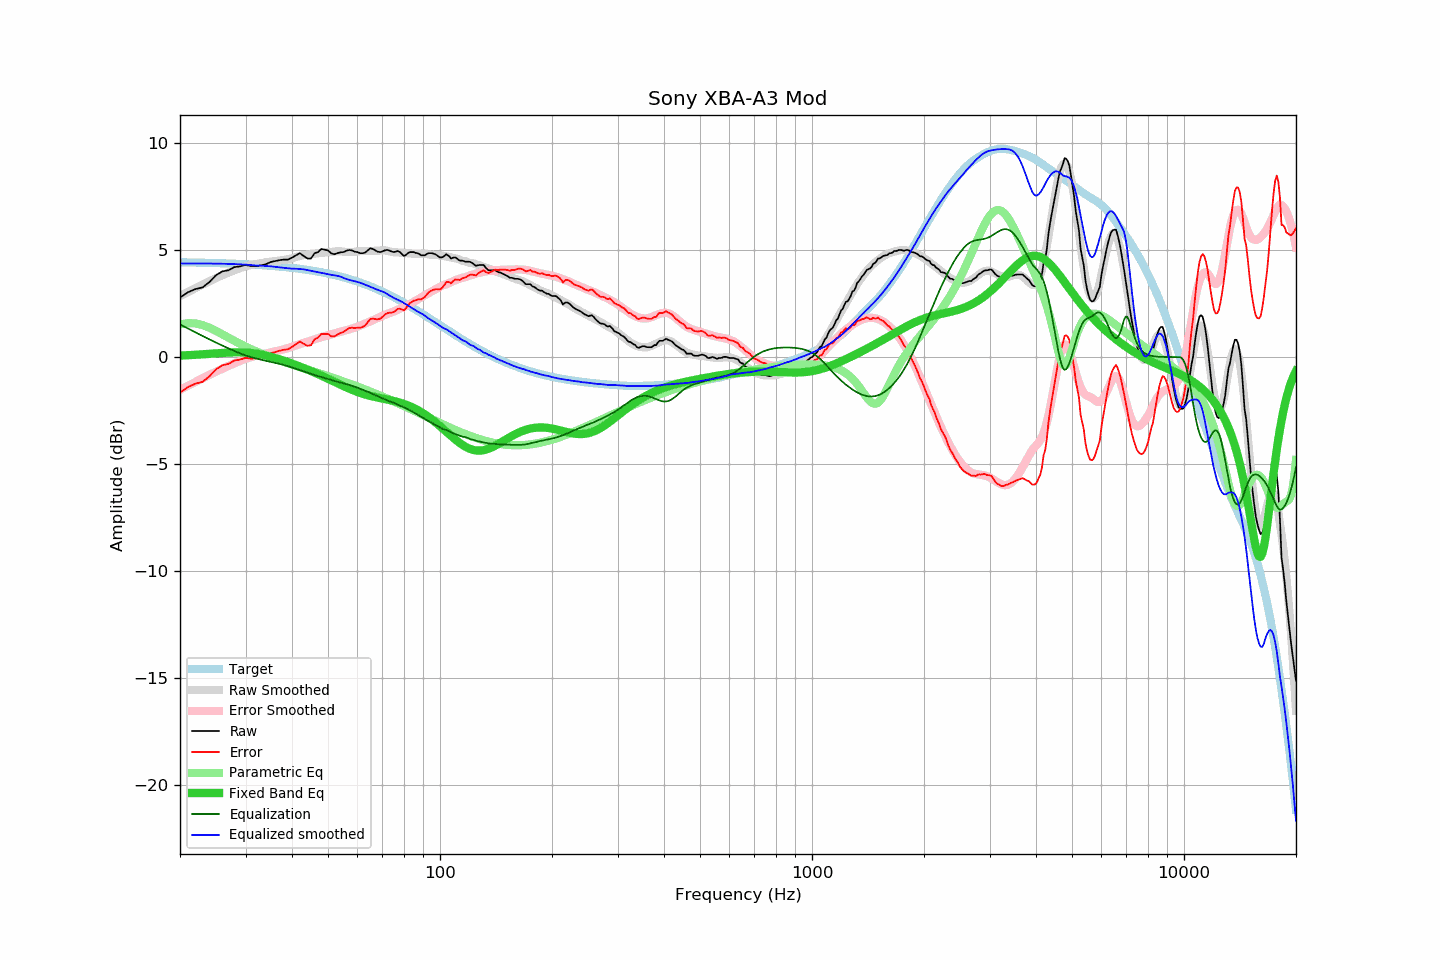 Sony XBA-A3 Mod
10
5
0
−5
−10
−15
−20
Amplitude (dBr)
Target
Raw Smoothed
Error Smoothed
Raw
Error
Parametric Eq
Fixed Band Eq
Equalization
Equalized smoothed
100
1000
10000
Frequency (Hz)